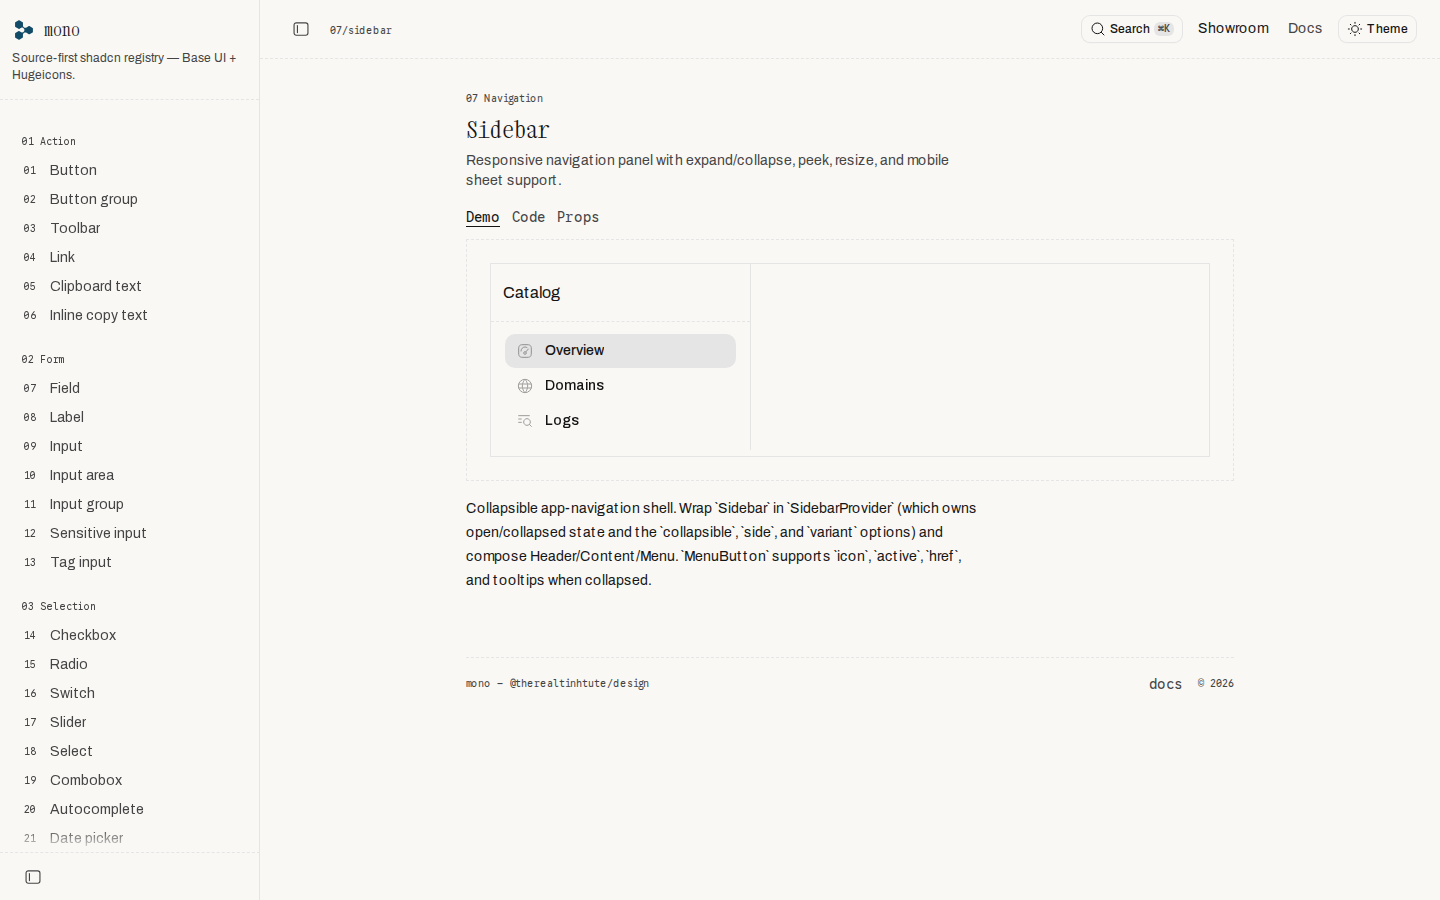 mono
Source-first shadcn registry — Base UI +
Hugeicons.
01 Action
01 Button
02 Button group
03 Toolbar
04 Link
05 Clipboard text
06 Inline copy text
02 Form
07 Field
08 Label
09 Input
10 Input area
11 Input group
12 Sensitive input
13 Tag input
03 Selection
14 Checkbox
15 Radio
16 Switch
17 Slider
18 Select
19 Combobox
20 Autocomplete
21 Date picker
07/sidebar
Search ⌘K
Showroom
Docs
Theme
07 Navigation
Sidebar
Responsive navigation panel with expand/collapse, peek, resize, and mobile
sheet support.
Demo Code Props
Catalog
Overview
Domains
Logs
Collapsible app-navigation shell. Wrap `Sidebar` in `SidebarProvider` (which owns
open/collapsed state and the `collapsible`, `side`, and `variant` options) and
compose Header/Content/Menu. `MenuButton` supports `icon`, `active`, `href`,
and tooltips when collapsed.
mono — @therealtinhtute/design
docs © 2026